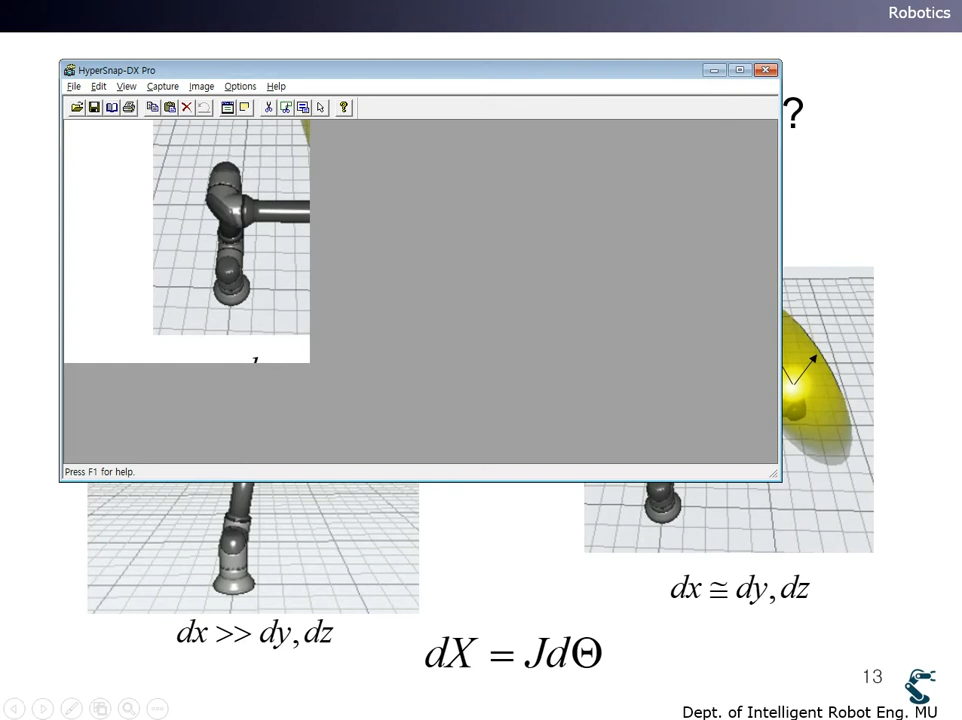 Robotics
HyperSnap-DX Pro
File Edit View Capture Image Options Help
?
Press F1 for help.
dx ≅ dy, dz
dx >> dy, dz
dX = JdΘ
13
Dept. of Intelligent Robot Eng. MU